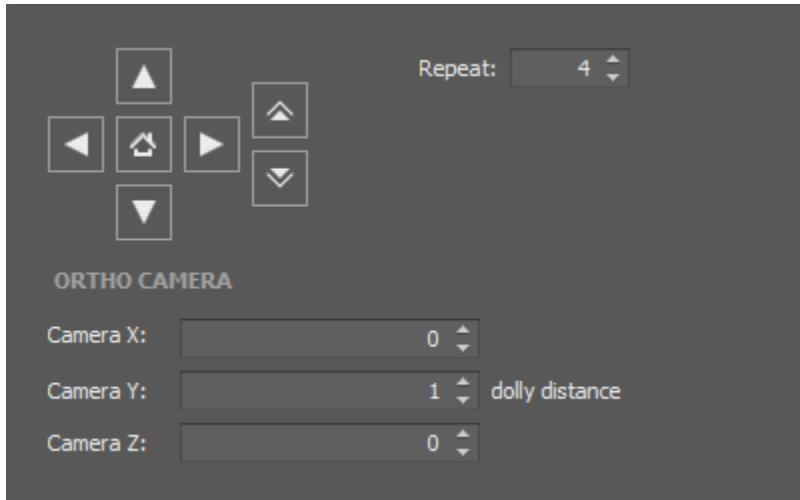 Repeat: 4
ORTHO CAMERA
Camera X: 0
Camera Y: 1 dolly distance
Camera Z: 0